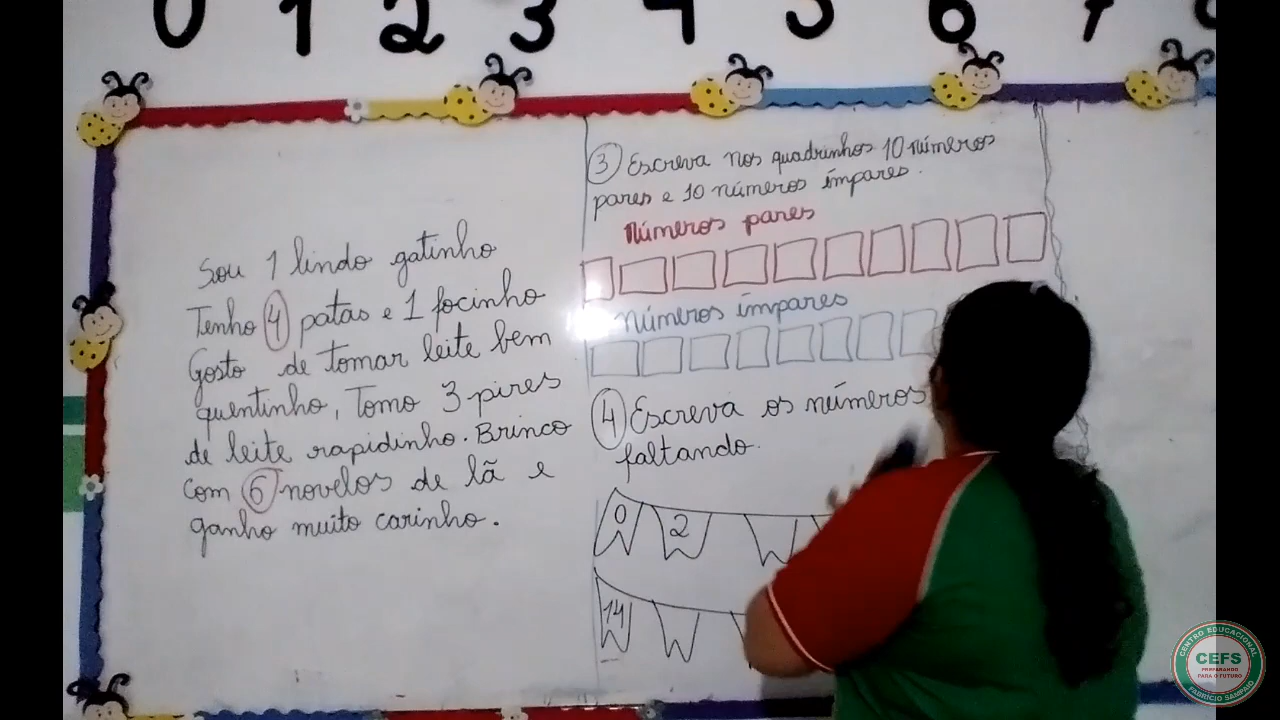 0 1 2 3 4 5 6 7
Sou 1 lindo gatinho
Tenho 4 patas e 1 focinho
Gosto de tomar leite bem
quentinho, Tomo 3 pires
de leite rapidinho. Brinco
com 6 novelos de lã e
ganho muito carinho.
3 Escreva nos quadrinhos 10 números
pares e 10 números ímpares.
Números pares
Números ímpares
4 Escreva os números
faltando.
0 2
14
CENTRO EDUCACIONAL
CEFS
PREPARANDO
PARA O FUTURO
FABRÍCIO SAMPAIO